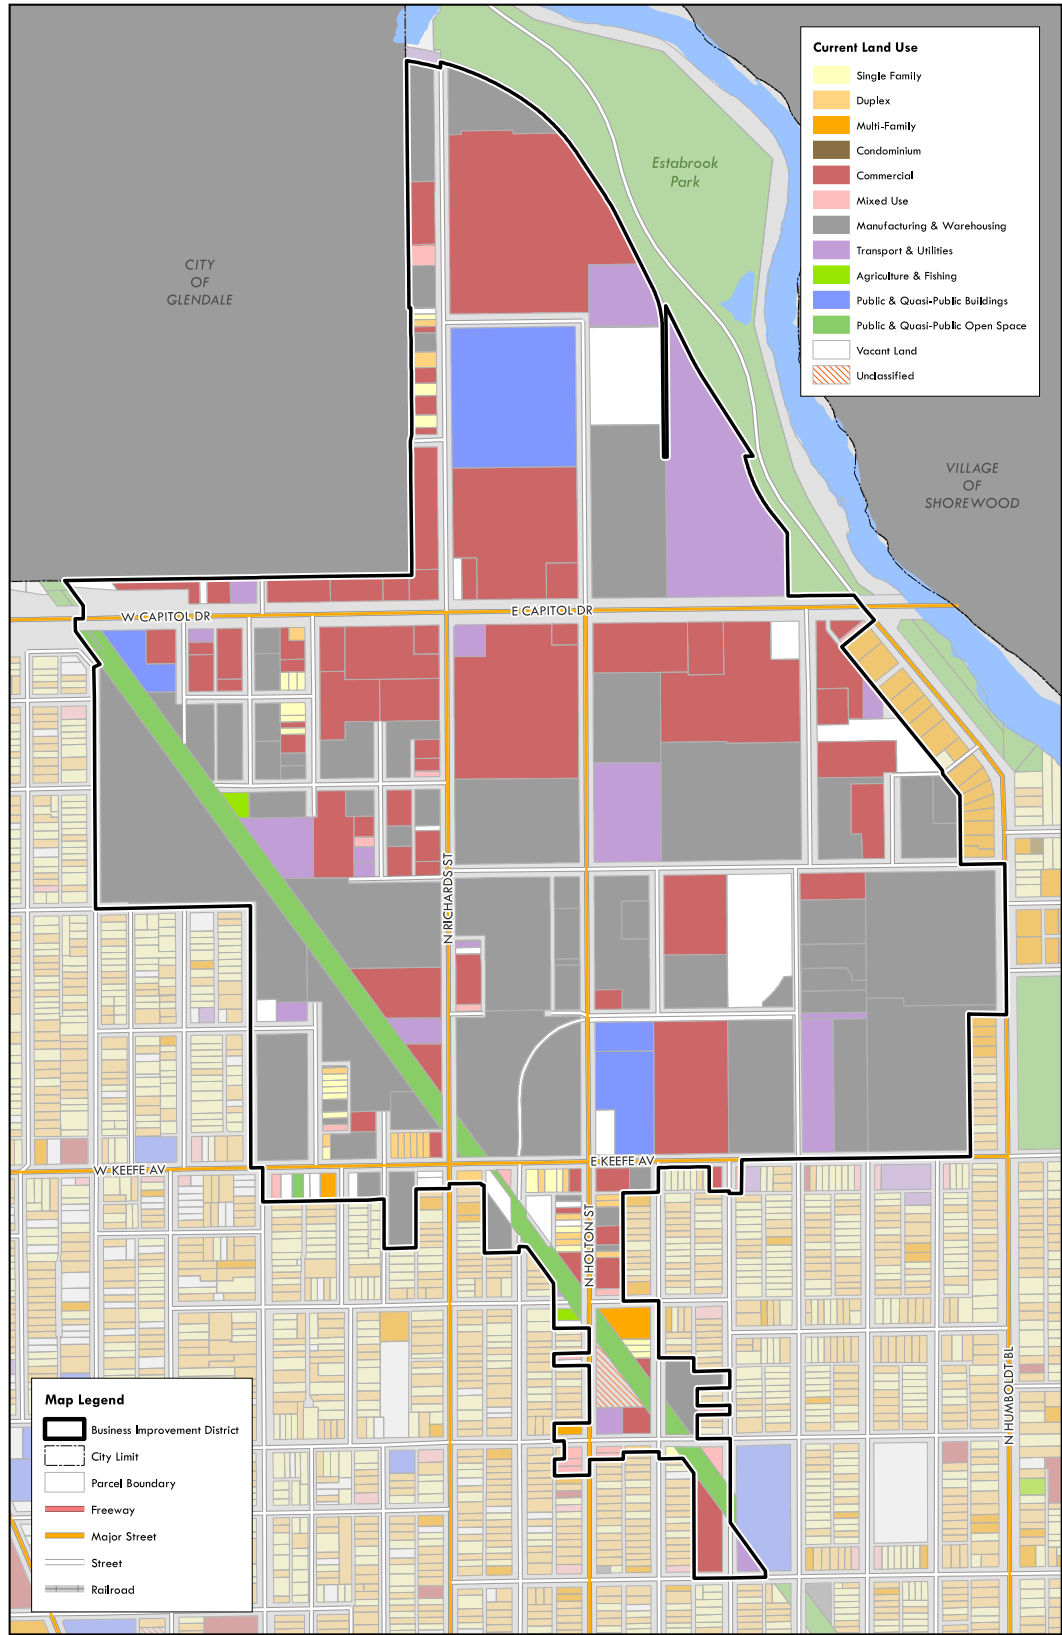 Current Land Use
Single Family
Duplex
Multi-Family
Condominium
Commercial
Mixed Use
Manufacturing & Warehousing
Transport & Utilities
Agriculture & Fishing
Public & Quasi-Public Buildings
Public & Quasi-Public Open Space
Vacant Land
Unclassified
Estabrook
Park
CITY
OF
GLENDALE
VILLAGE
OF
SHOREWOOD
W CAPITOL DR
E CAPITOL DR
N RICHARDS ST
W KEEFE AV
E KEEFE AV
N HOLTON ST
N HUMBOLDT BL
Map Legend
Business Improvement District
City Limit
Parcel Boundary
Freeway
Major Street
Street
Railroad